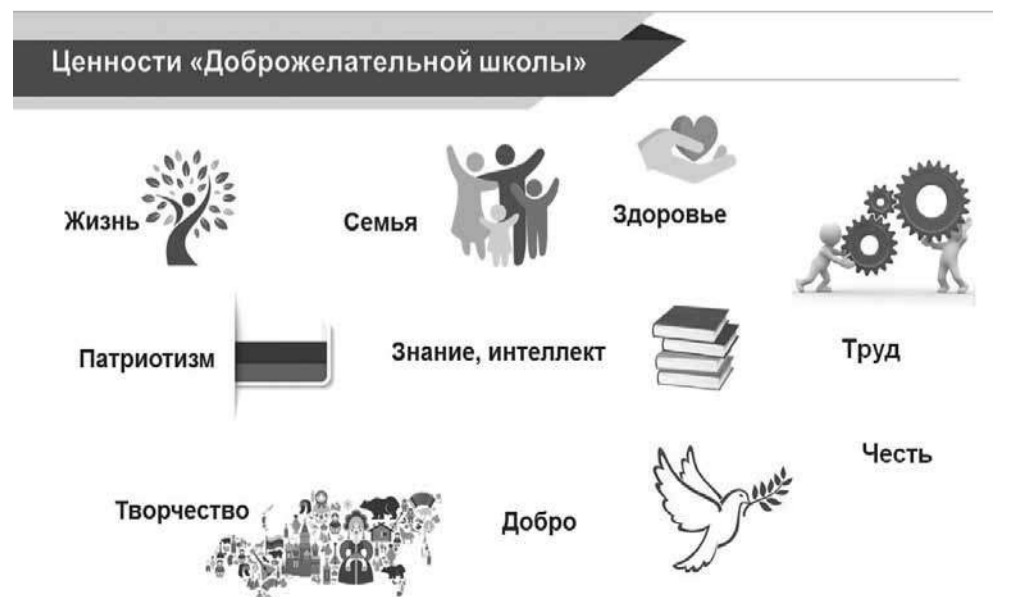 Ценности «Доброжелательной школы»
Жизнь
Семья
Здоровье
Патриотизм
Знание, интеллект
Труд
Честь
Творчество
Добро